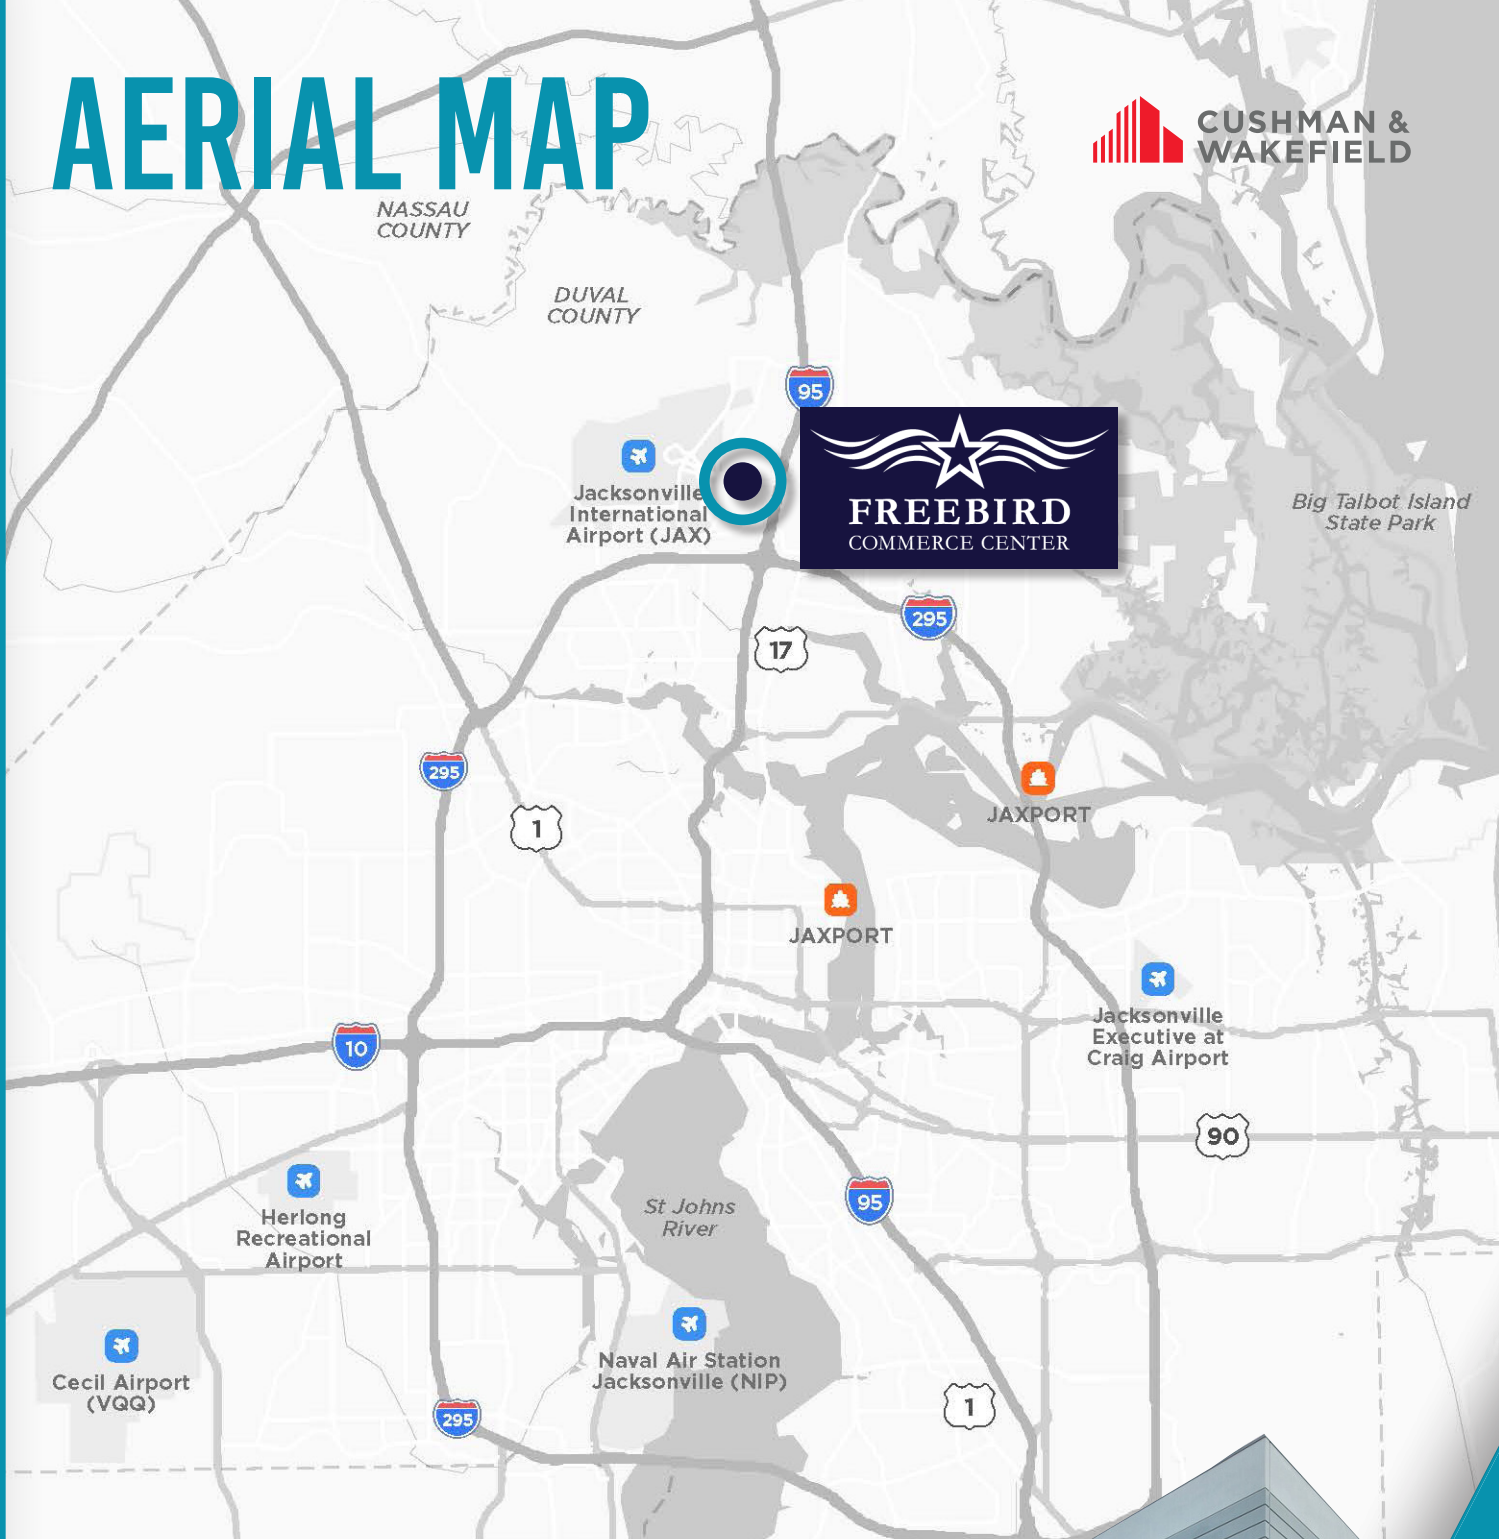 AERIAL MAP
CUSHMAN &
WAKEFIELD
NASSAU
COUNTY
DUVAL
COUNTY
95
FREEBIRD
COMMERCE CENTER
Jacksonville
International
Airport (JAX)
Big Talbot Island
State Park
295
17
295
1
JAXPORT
JAXPORT
Jacksonville
Executive at
Craig Airport
10
90
Herlong
Recreational
Airport
St Johns
River
95
Cecil Airport
(VQQ)
Naval Air Station
Jacksonville (NIP)
295
1